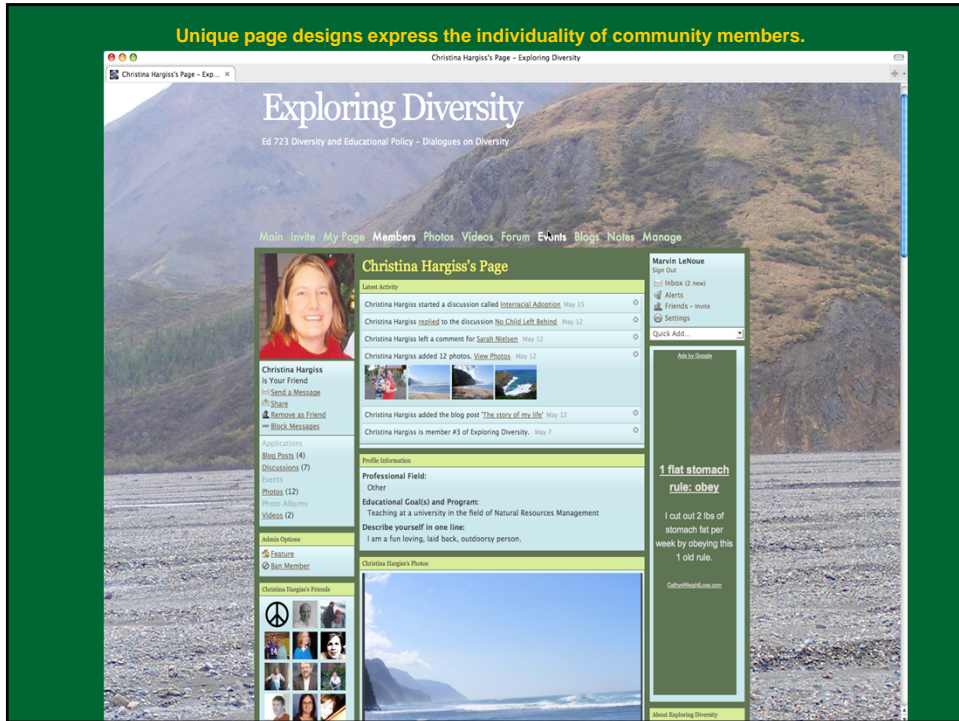 Unique page designs express the individuality of community members.
Christina Hargiss's Page – Exploring Diversity
Christina Hargiss's Page – Exp...
Exploring Diversity
Ed 723 Diversity and Educational Policy – Dialogues on Diversity
Main Invite My Page Members Photos Videos Forum Events Blogs Notes Manage
Christina Hargiss
Is Your Friend
Send a Message
Share
Remove as Friend
Block Messages
Applications
Blog Posts (4)
Discussions (7)
Events
Photos (12)
Photo Albums
Videos (2)
Admin Options
Feature
Ban Member
Christina Hargiss's Friends
Christina Hargiss's Page
Latest Activity
Christina Hargiss started a discussion called Interracial Adoption May 15
Christina Hargiss replied to the discussion No Child Left Behind May 12
Christina Hargiss left a comment for Sarah Nielsen May 12
Christina Hargiss added 12 photos. View Photos May 12
Christina Hargiss added the blog post 'The story of my life' May 12
Christina Hargiss is member #3 of Exploring Diversity. May 7
Profile Information
Professional Field:
Other
Educational Goal(s) and Program:
Teaching at a university in the field of Natural Resources Management
Describe yourself in one line:
I am a fun loving, laid back, outdoorsy person.
Christina Hargiss's Photos
Marvin LeNoue
Sign Out
Inbox (2 new)
Alerts
Friends – Invite
Settings
Quick Add...
Ads by Google
1 flat stomach
rule: obey
I cut out 2 lbs of
stomach fat per
week by obeying this
1 old rule.
CathysWeightLoss.com
About Exploring Diversity